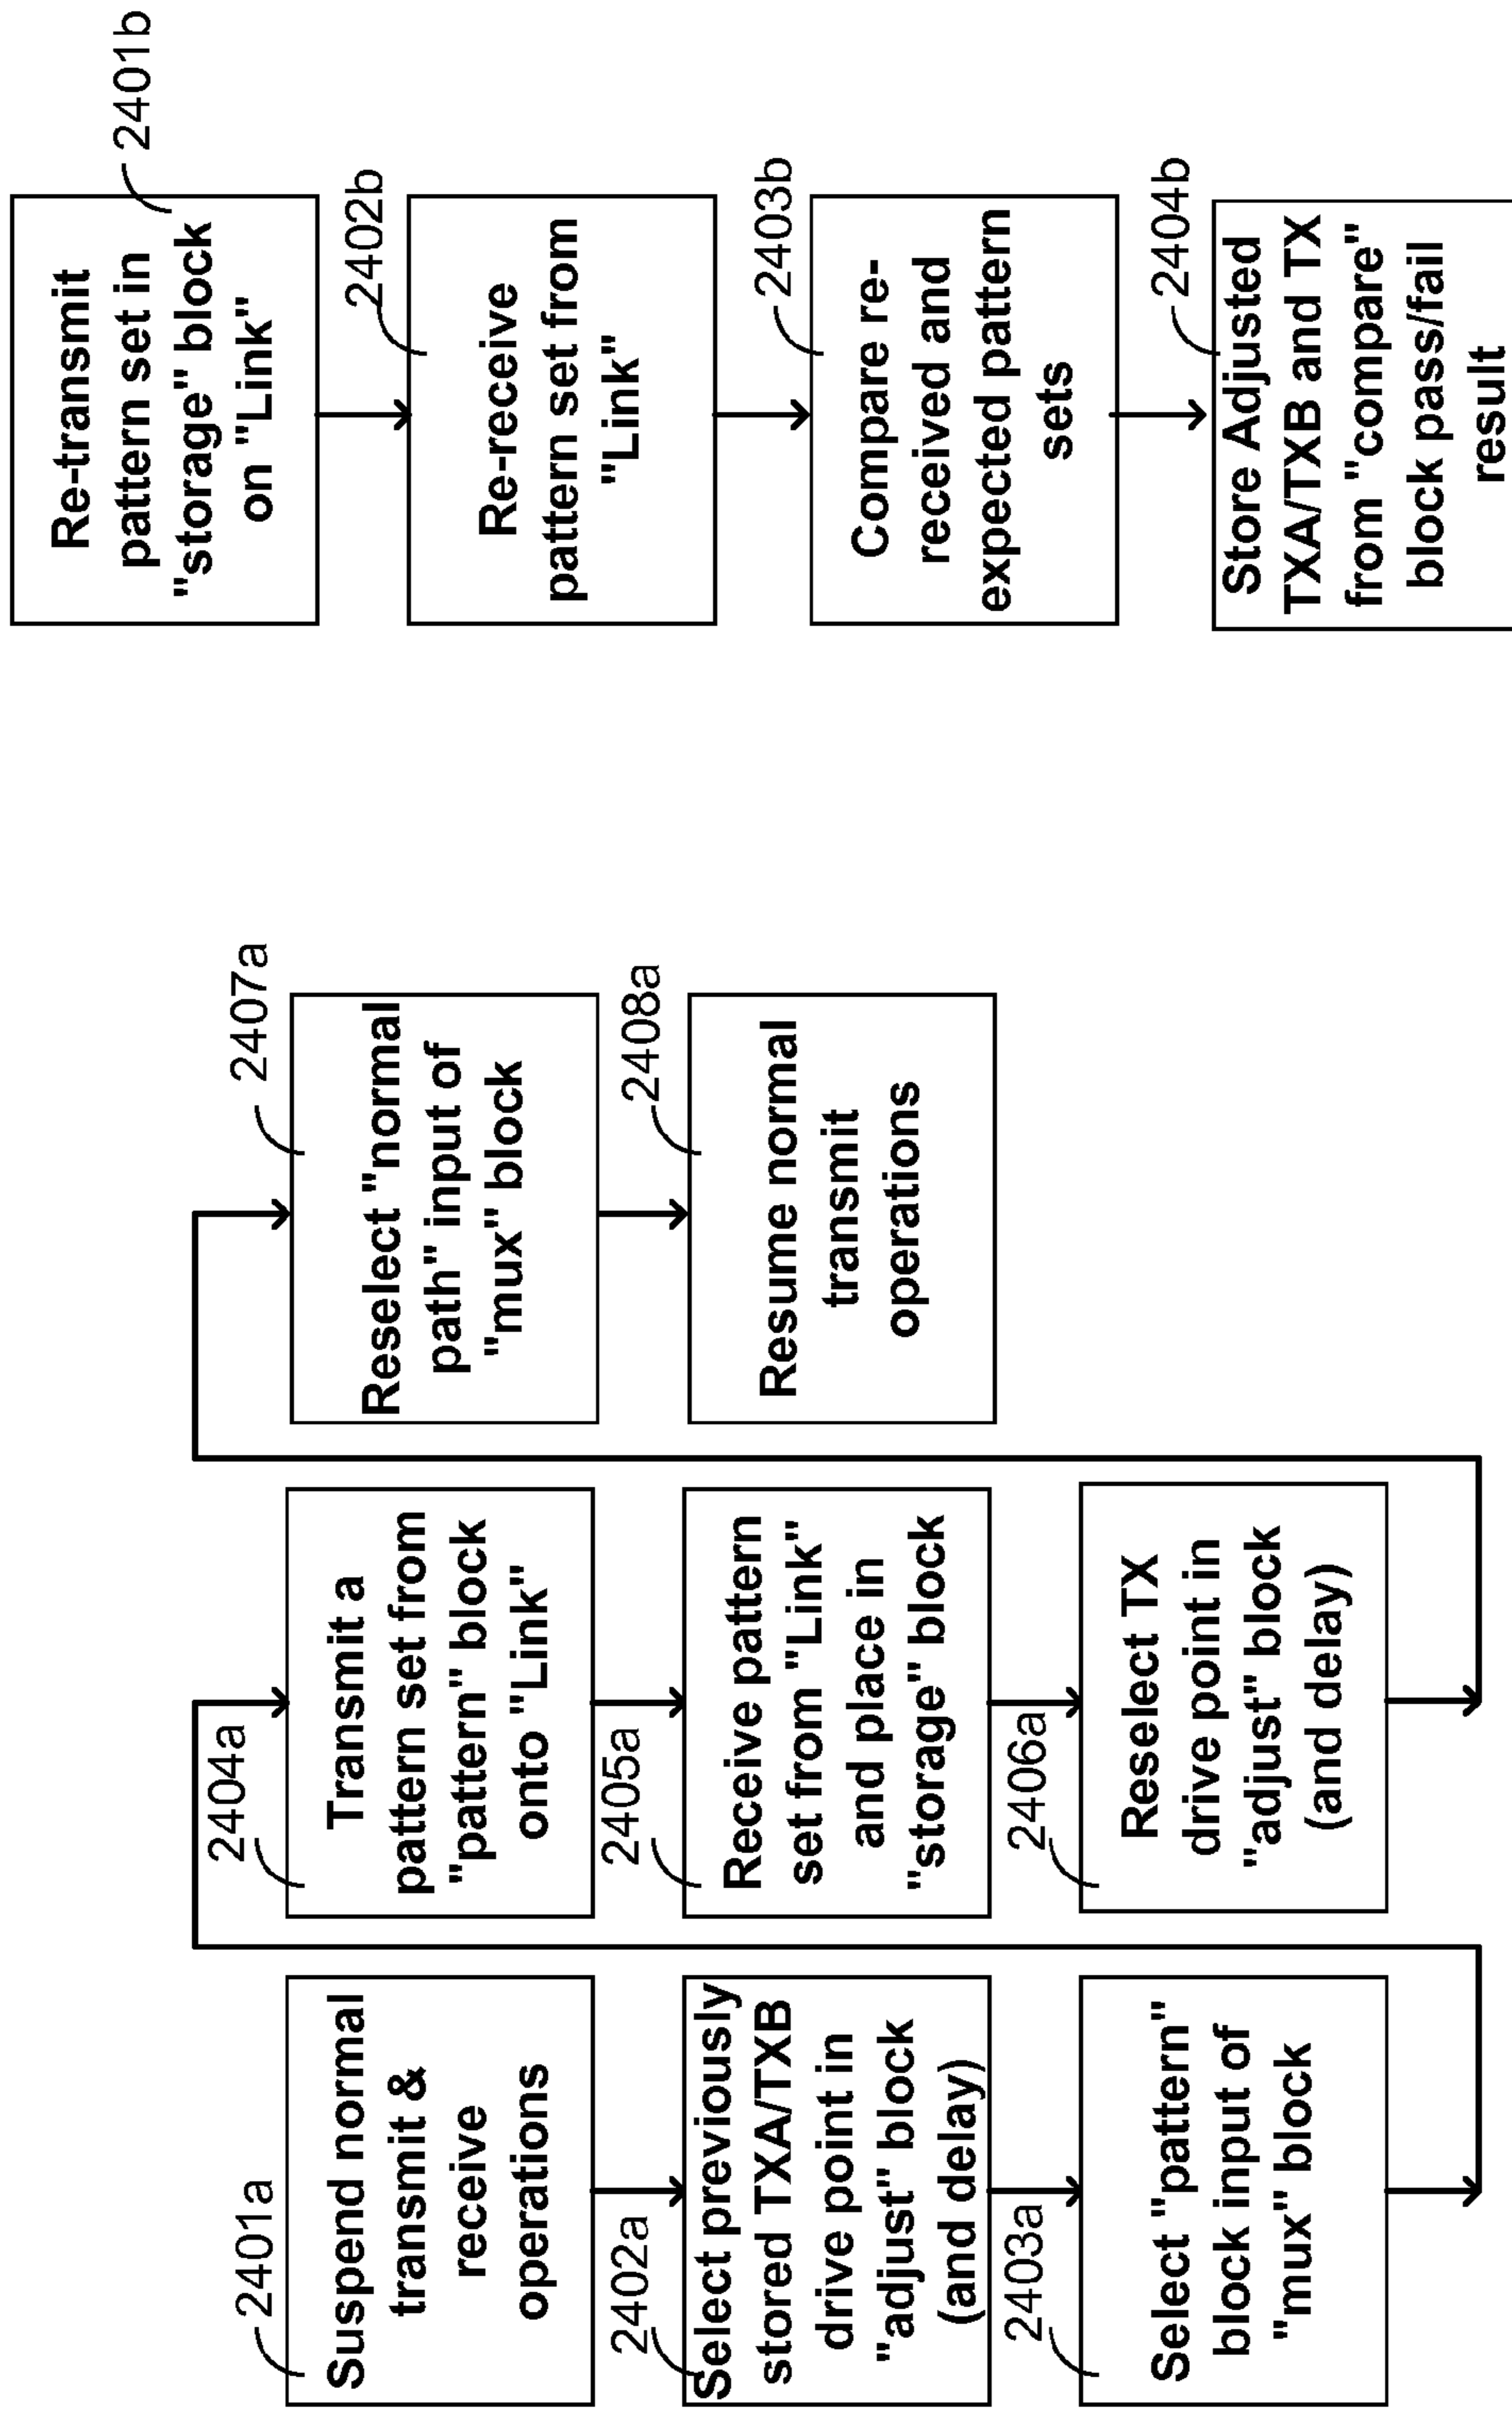 2401a
Suspend normal
transmit &
receive
operations
2402a
Select previously
stored TXA/TXB
drive point in
"adjust" block
(and delay)
2403a
Select "pattern"
block input of
"mux" block
2404a
Transmit a
pattern set from
"pattern" block
onto "Link"
2405a
Receive pattern
set from "Link"
and place in
"storage" block
2406a
Reselect TX
drive point in
"adjust" block
(and delay)
2407a
Reselect "normal
path" input of
"mux" block
2408a
Resume normal
transmit
operations
2401b
Re-transmit
pattern set in
"storage" block
on "Link"
2402b
Re-receive
pattern set from
"Link"
2403b
Compare re-
received and
expected pattern
sets
2404b
Store Adjusted
TXA/TXB and TX
from "compare"
block pass/fail
result